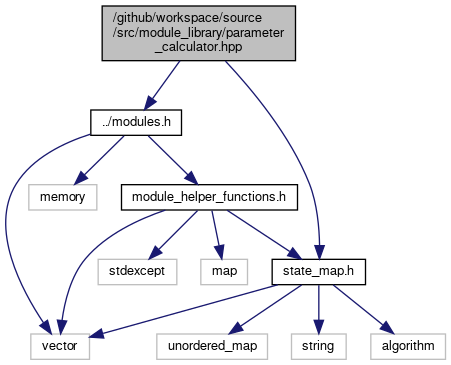 /github/workspace/source
/src/module_library/parameter
_calculator.hpp
../modules.h
memory
module_helper_functions.h
stdexcept
map
state_map.h
vector
unordered_map
string
algorithm